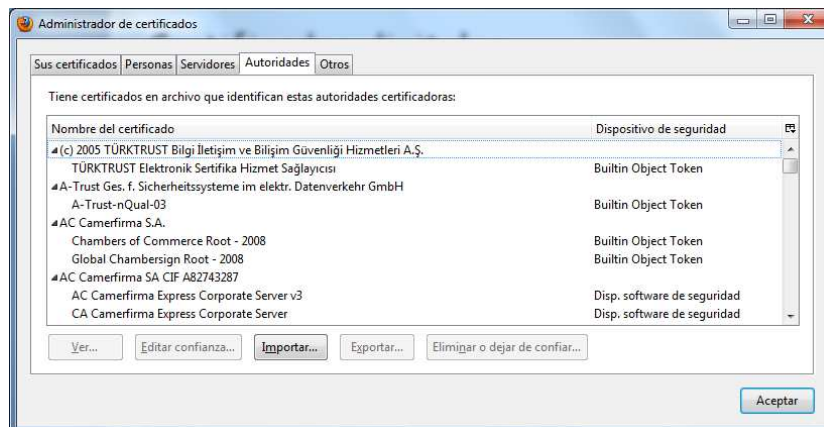 Administrador de certificados
Sus certificados Personas Servidores Autoridades Otros
Tiene certificados en archivo que identifican estas autoridades certificadoras:
Nombre del certificado Dispositivo de seguridad
(c) 2005 TÜRKTRUST Bilgi İletişim ve Bilişim Güvenliği Hizmetleri A.Ş.
TÜRKTRUST Elektronik Sertifika Hizmet Sağlayıcısı Builtin Object Token
A-Trust Ges. f. Sicherheitssysteme im elektr. Datenverkehr GmbH
A-Trust-nQual-03 Builtin Object Token
AC Camerfirma S.A.
Chambers of Commerce Root - 2008 Builtin Object Token
Global Chambersign Root - 2008 Builtin Object Token
AC Camerfirma SA CIF A82743287
AC Camerfirma Express Corporate Server v3 Disp. software de seguridad
CA Camerfirma Express Corporate Server Disp. software de seguridad
Ver... Editar confianza... Importar... Exportar... Eliminar o dejar de confiar...
Aceptar